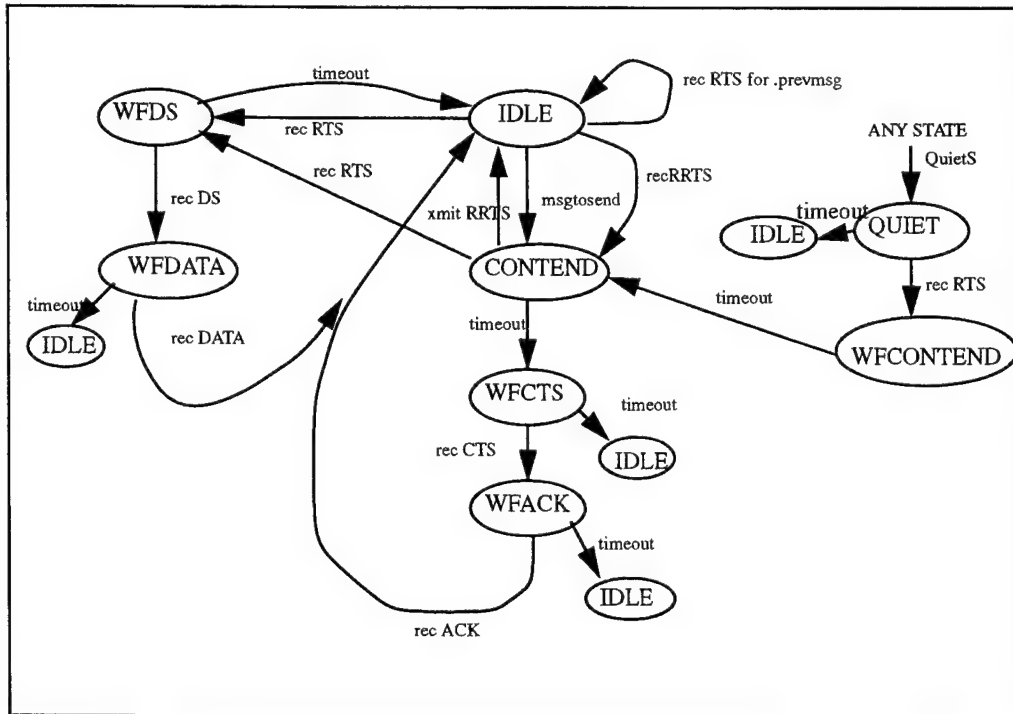 timeout
rec RTS for .prevmsg
WFDS
IDLE
rec RTS
ANY STATE
QuietS
rec RTS
recRRTS
rec DS
xmit RRTS
msgtosend
timeout
QUIET
IDLE
WFDATA
CONTEND
rec RTS
timeout
timeout
timeout
IDLE
rec DATA
WFCONTEND
WFCTS
timeout
rec CTS
IDLE
WFACK
timeout
IDLE
rec ACK